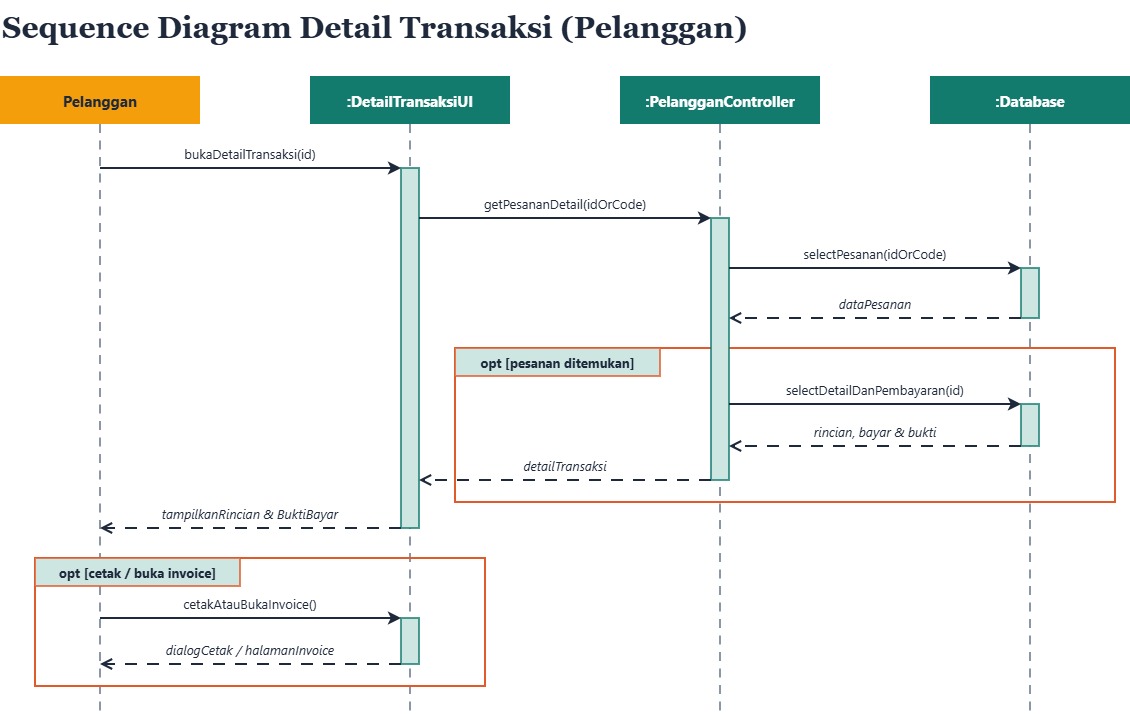 Sequence Diagram Detail Transaksi (Pelanggan)
Pelanggan
:DetailTransaksiUI
:PelangganController
:Database
bukaDetailTransaksi(id)
getPesananDetail(idOrCode)
selectPesanan(idOrCode)
dataPesanan
opt [pesanan ditemukan]
selectDetailDanPembayaran(id)
rincian, bayar & bukti
detailTransaksi
tampilkanRincian & BuktiBayar
opt [cetak / buka invoice]
cetakAtauBukaInvoice()
dialogCetak / halamanInvoice